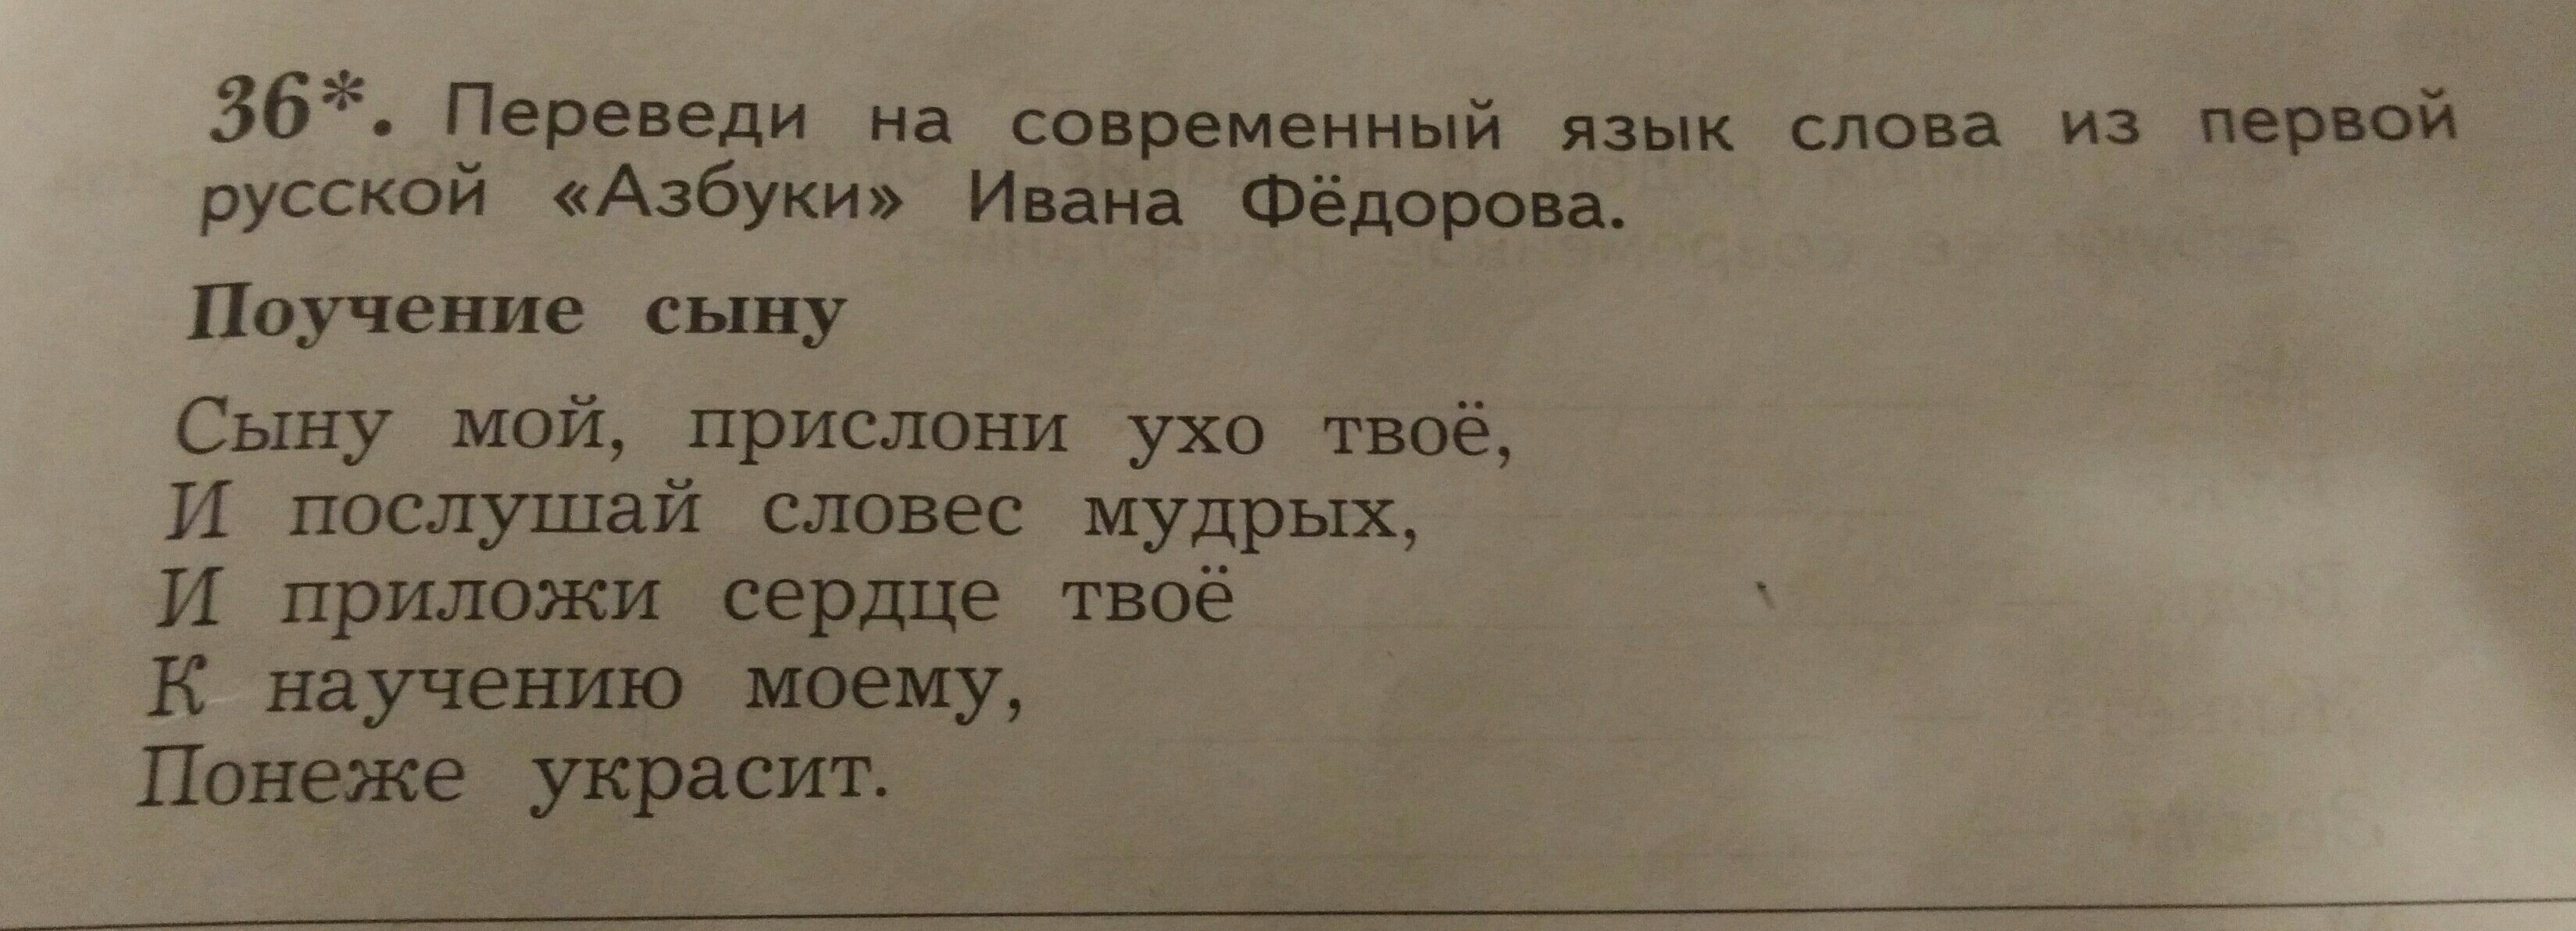 36*. Переведи на современный язык слова из первой
русской «Азбуки» Ивана Фёдорова.
Поучение сыну
Сыну мой, прислони ухо твоё,
И послушай словес мудрых,
И приложи сердце твоё
К научению моему,
Понеже украсит.